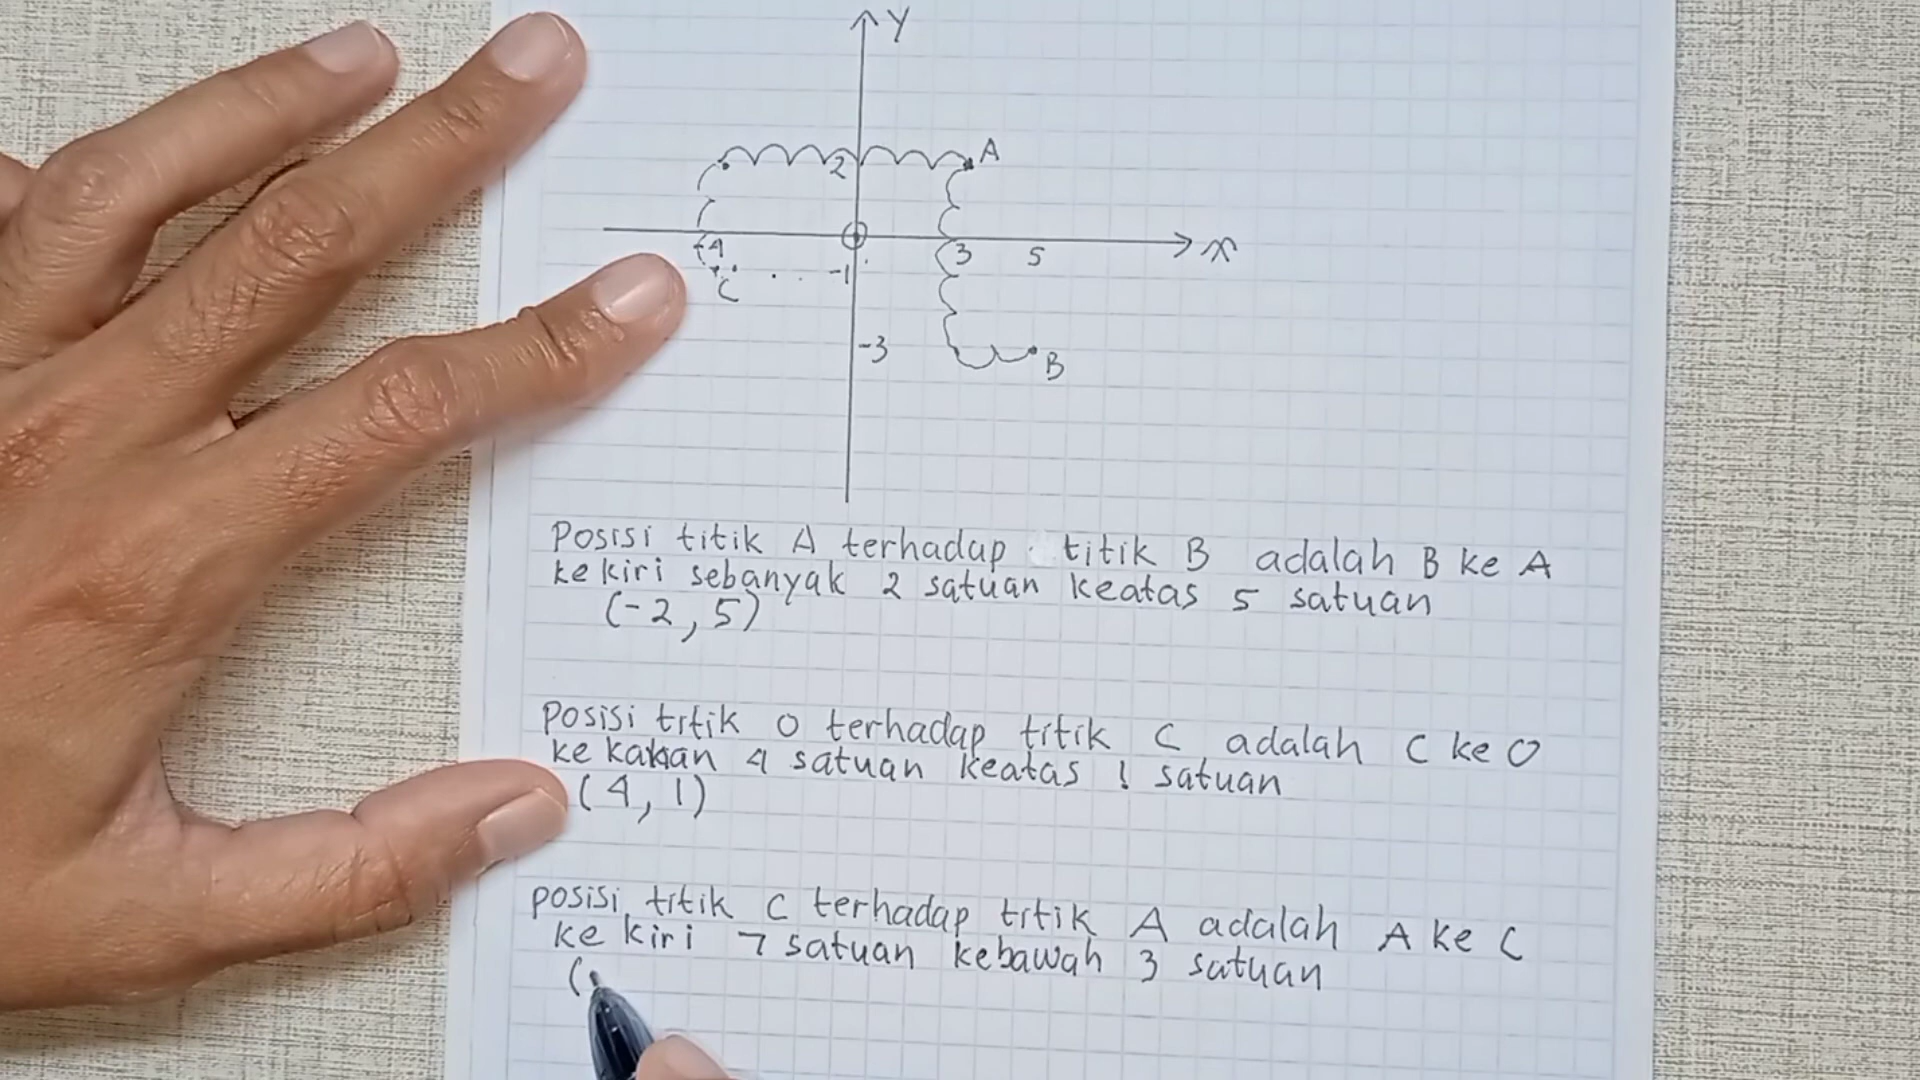 Y
A
2
-4
3
5
X
-1
C
-3
B
Posisi titik A terhadap titik B adalah B ke A
ke kiri sebanyak 2 satuan keatas 5 satuan
(-2, 5)
Posisi titik O terhadap titik C adalah C ke O
ke kanan 4 satuan keatas 1 satuan
(4, 1)
posisi titik C terhadap titik A adalah A ke C
ke kiri 7 satuan kebawah 3 satuan
(